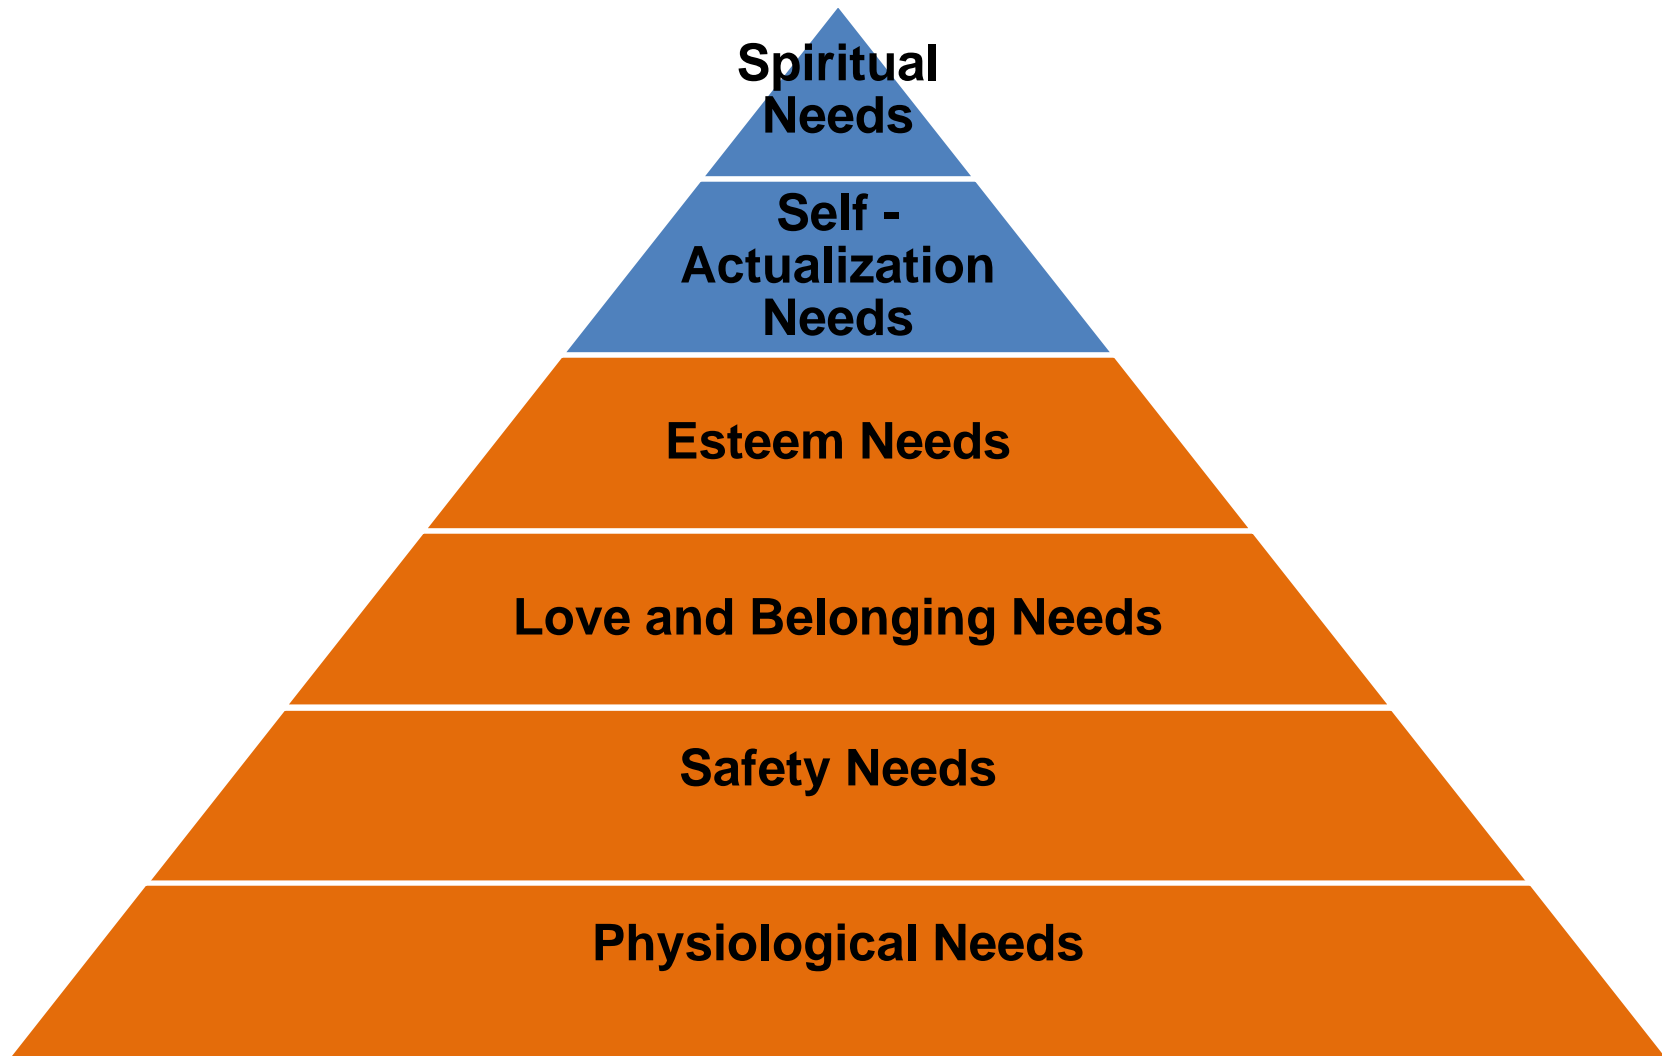 Spiritual
Needs
Self -
Actualization
Needs
Esteem Needs
Love and Belonging Needs
Safety Needs
Physiological Needs